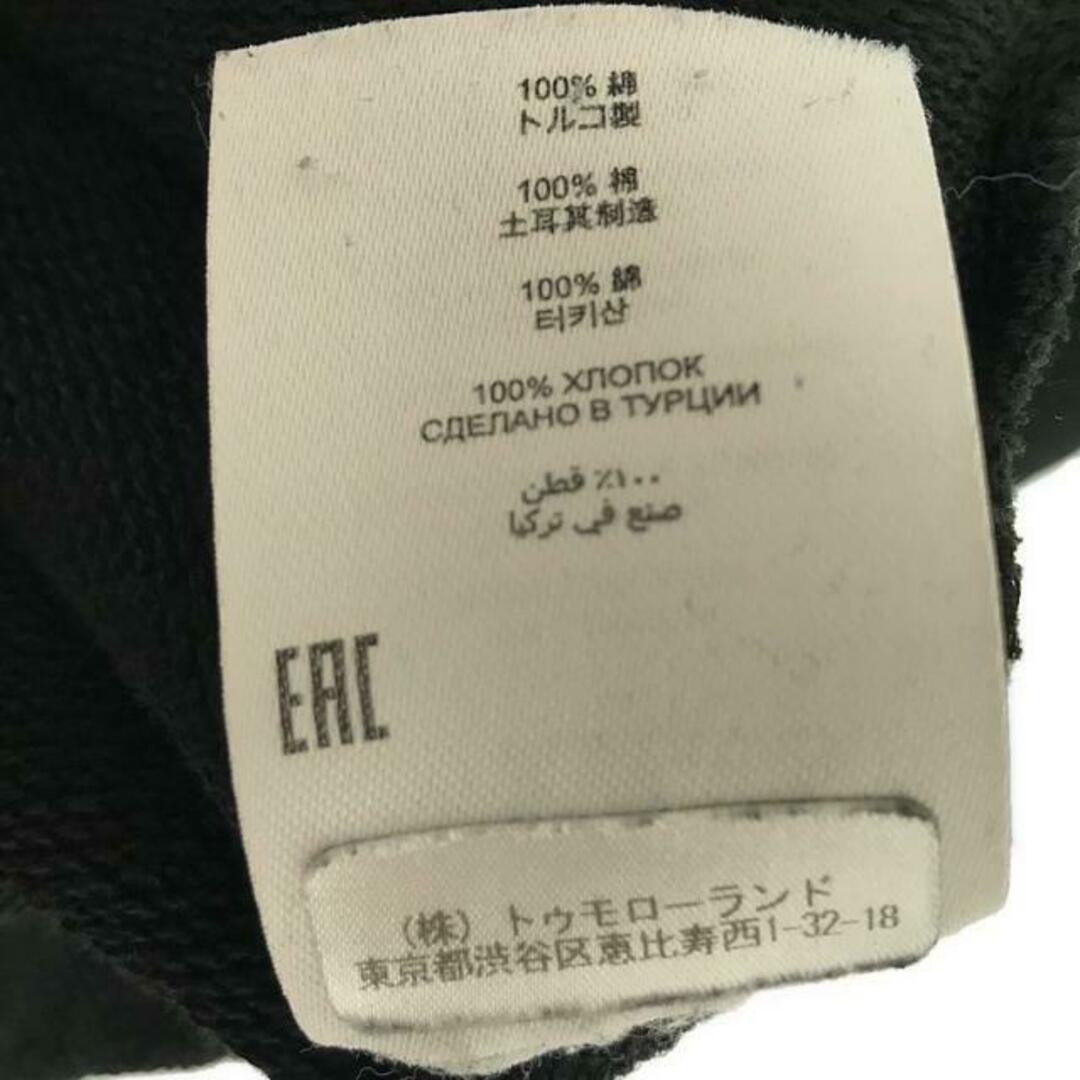 100% 綿
トルコ製
100% 棉
土耳其制造
100% 綿
터키산
100% ХЛОПОК
СДЕЛАНО В ТУРЦИИ
١٠٠٪ قطن
صنع في تركيا
EAC
(株) トゥモローランド
東京都渋谷区恵比寿西1-32-18